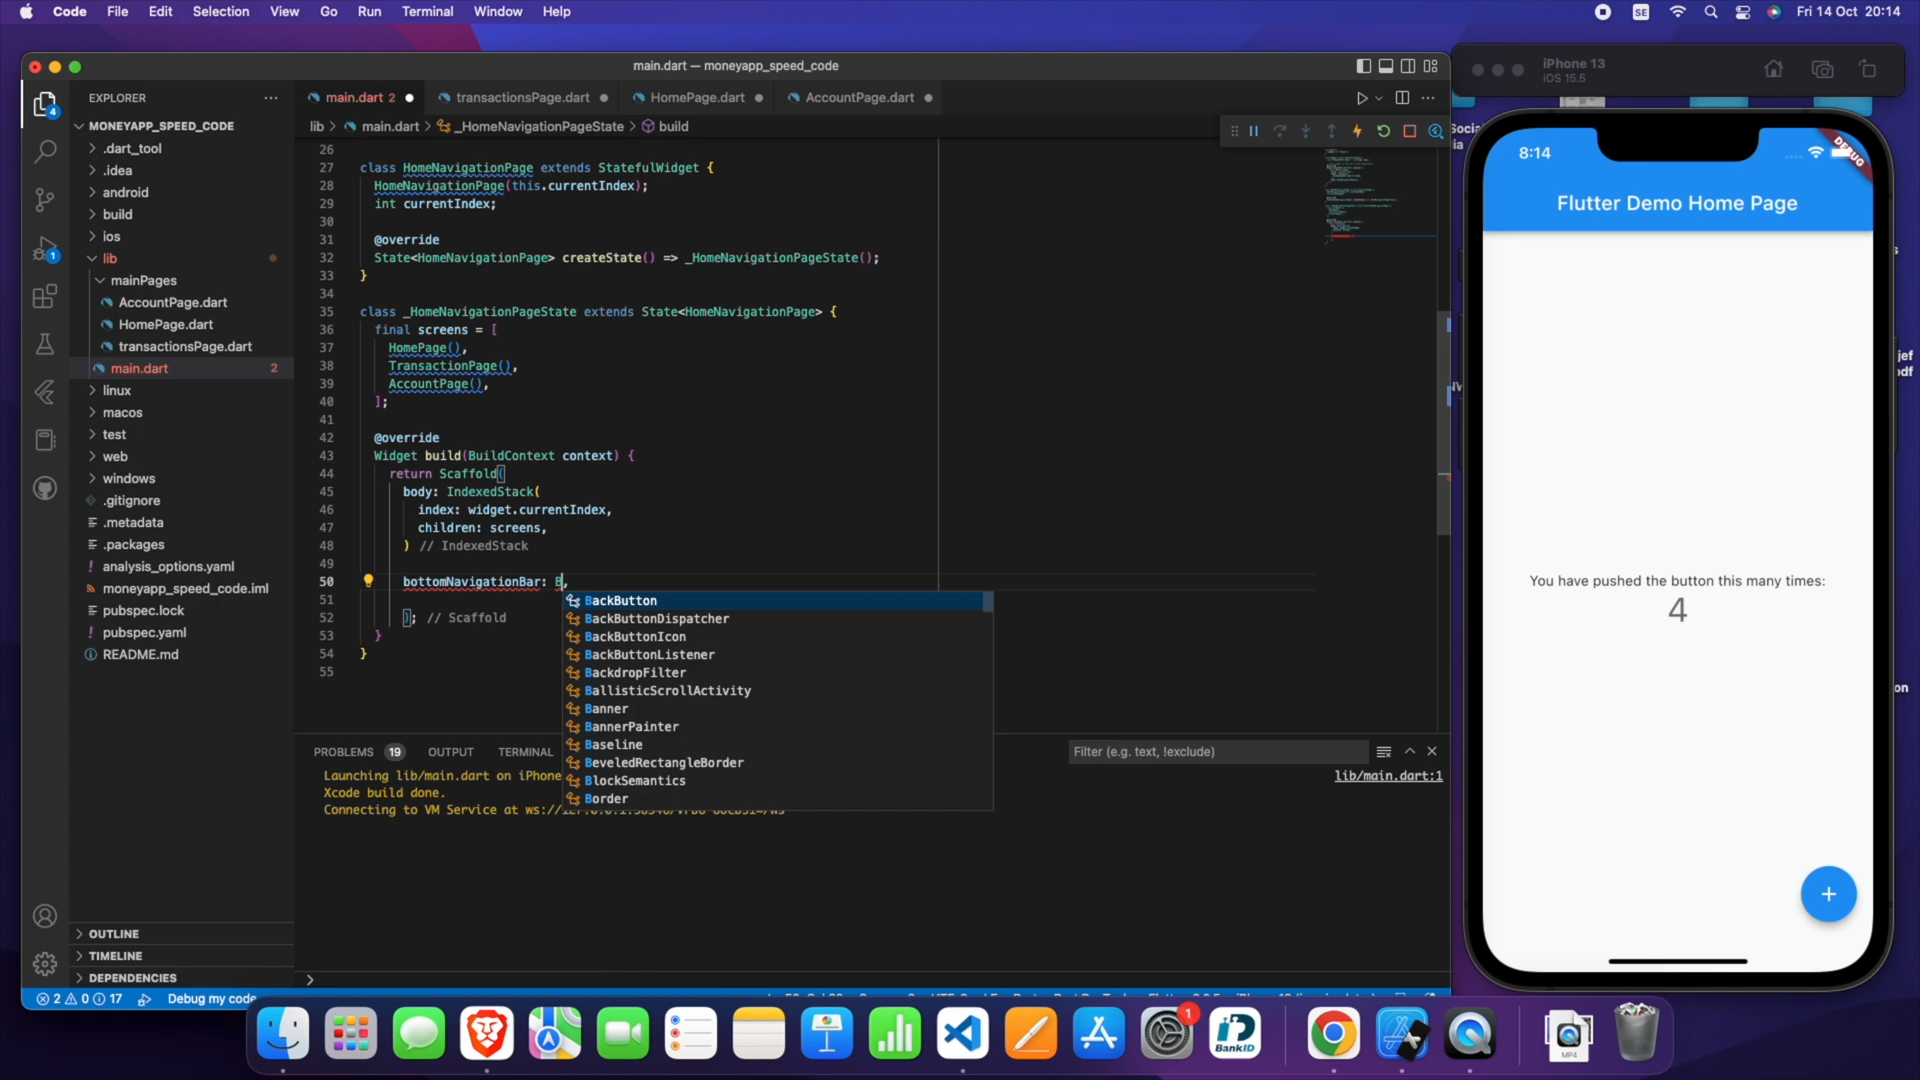 Code File Edit Selection View Go Run Terminal Window Help
SE
Fri 14 Oct 20:14
main.dart — moneyapp_speed_code
iPhone 13
iOS 15.5
EXPLORER
main.dart 2
transactionsPage.dart
HomePage.dart
AccountPage.dart
lib > main.dart > _HomeNavigationPageState > build
4
1
MONEYAPP_SPEED_CODE
.dart_tool
.idea
android
build
ios
lib
mainPages
AccountPage.dart
HomePage.dart
transactionsPage.dart
main.dart 2
linux
macos
test
web
windows
.gitignore
.metadata
.packages
analysis_options.yaml
moneyapp_speed_code.iml
pubspec.lock
pubspec.yaml
README.md
OUTLINE
TIMELINE
DEPENDENCIES
26
27 class HomeNavigationPage extends StatefulWidget {
28 HomeNavigationPage(this.currentIndex);
29 int currentIndex;
30
31 @override
32 State<HomeNavigationPage> createState() => _HomeNavigationPageState();
33 }
34
35 class _HomeNavigationPageState extends State<HomeNavigationPage> {
36 final screens = [
37 HomePage(),
38 TransactionPage(),
39 AccountPage(),
40 ];
41
42 @override
43 Widget build(BuildContext context) {
44 return Scaffold(
45 body: IndexedStack(
46 index: widget.currentIndex,
47 children: screens,
48 ) // IndexedStack
49
50 bottomNavigationBar: B,
51
52 ); // Scaffold
53 }
54 }
55
BackButton
BackButtonDispatcher
BackButtonIcon
BackButtonListener
BackdropFilter
BallisticScrollActivity
Banner
BannerPainter
Baseline
BeveledRectangleBorder
BlockSemantics
Border
PROBLEMS 19 OUTPUT TERMINAL
Filter (e.g. text, !exclude)
Launching lib/main.dart on iPhone
lib/main.dart:1
Xcode build done.
Connecting to VM Service at
2 0 17 Debug my code
8:14
DEBUG
Flutter Demo Home Page
You have pushed the button this many times:
4
+
1
BankID
MP4